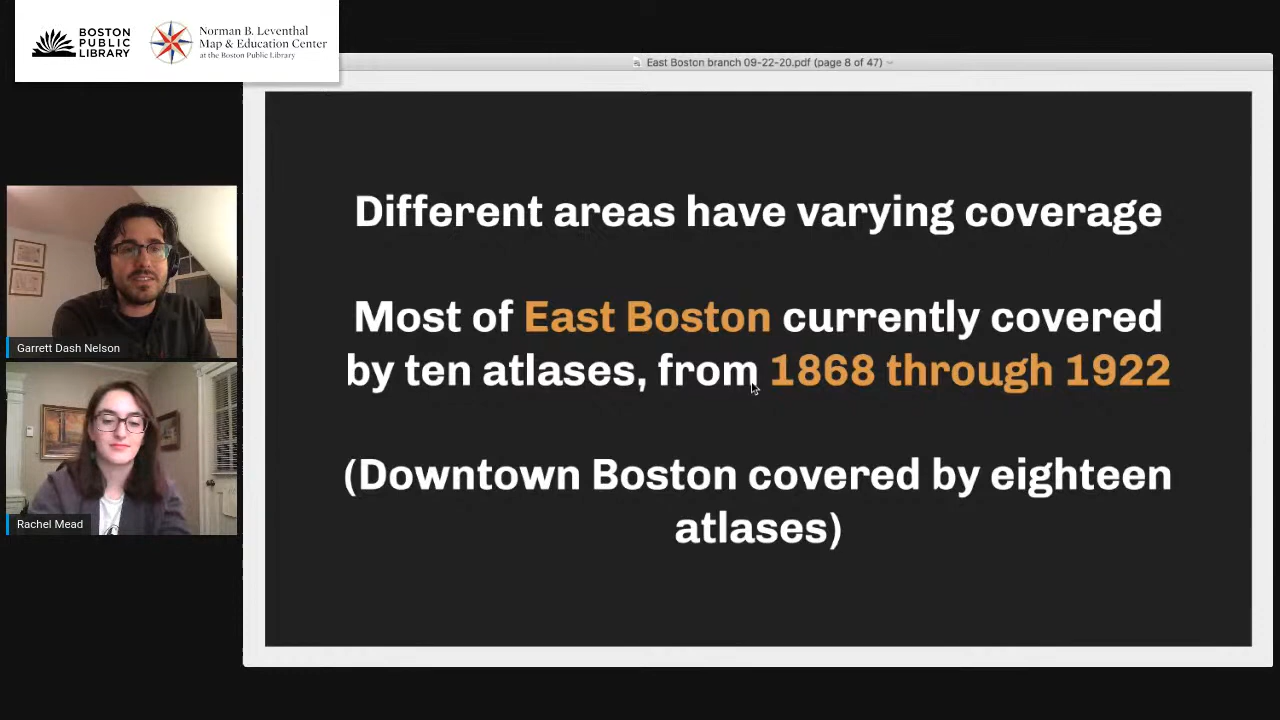 BOSTON
PUBLIC
LIBRARY
Norman B. Leventhal
Map & Education Center
at the Boston Public Library
East Boston branch 09-22-20.pdf (page 8 of 47)
Different areas have varying coverage
Most of East Boston currently covered
by ten atlases, from 1868 through 1922
(Downtown Boston covered by eighteen
atlases)
Garrett Dash Nelson
Rachel Mead